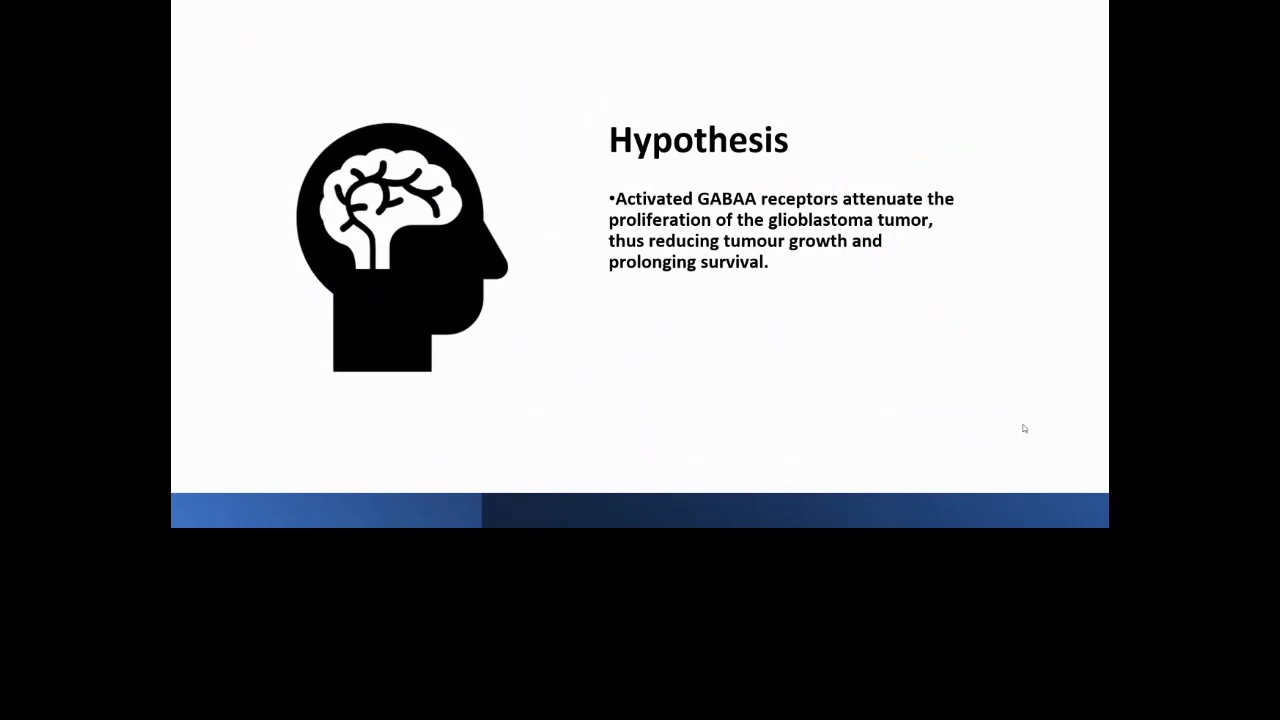 Hypothesis
•Activated GABAA receptors attenuate the
proliferation of the glioblastoma tumor,
thus reducing tumour growth and
prolonging survival.